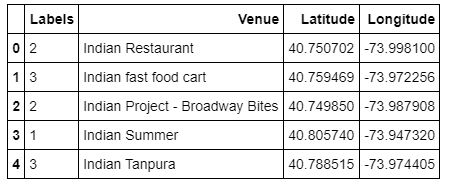 Labels Venue Latitude Longitude
0 2 Indian Restaurant 40.750702 -73.998100
1 3 Indian fast food cart 40.759469 -73.972256
2 2 Indian Project - Broadway Bites 40.749850 -73.987908
3 1 Indian Summer 40.805740 -73.947320
4 3 Indian Tanpura 40.788515 -73.974405